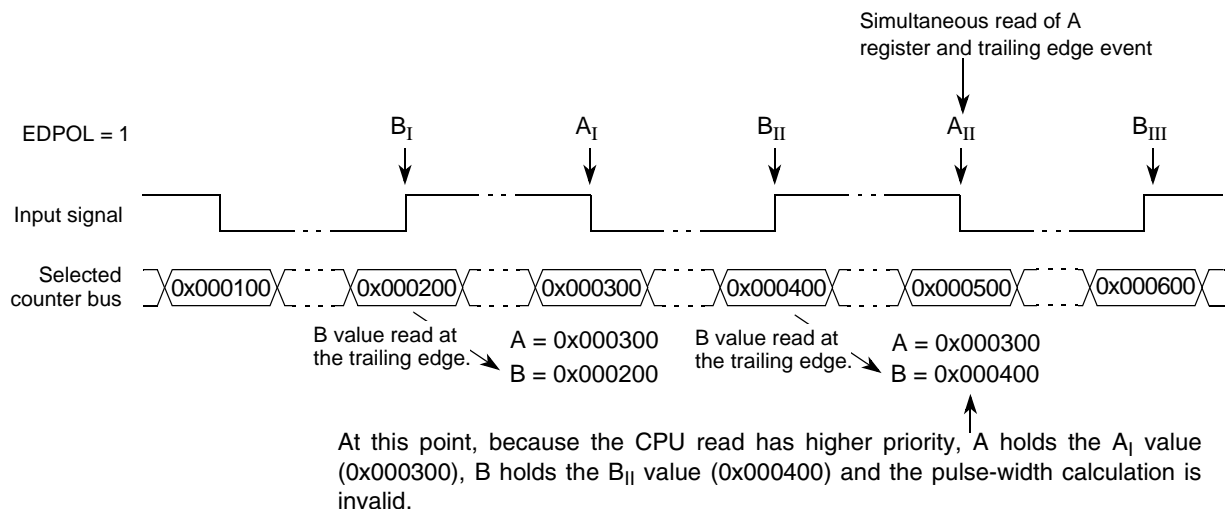 Simultaneous read of A
register and trailing edge event
EDPOL = 1
B_I
A_I
B_II
A_II
B_III
Input signal
Selected
counter bus
0x000100
0x000200
0x000300
0x000400
0x000500
0x000600
B value read at
the trailing edge.
A = 0x000300
B = 0x000200
B value read at
the trailing edge.
A = 0x000300
B = 0x000400
At this point, because the CPU read has higher priority, A holds the A_I value
(0x000300), B holds the B_II value (0x000400) and the pulse-width calculation is
invalid.